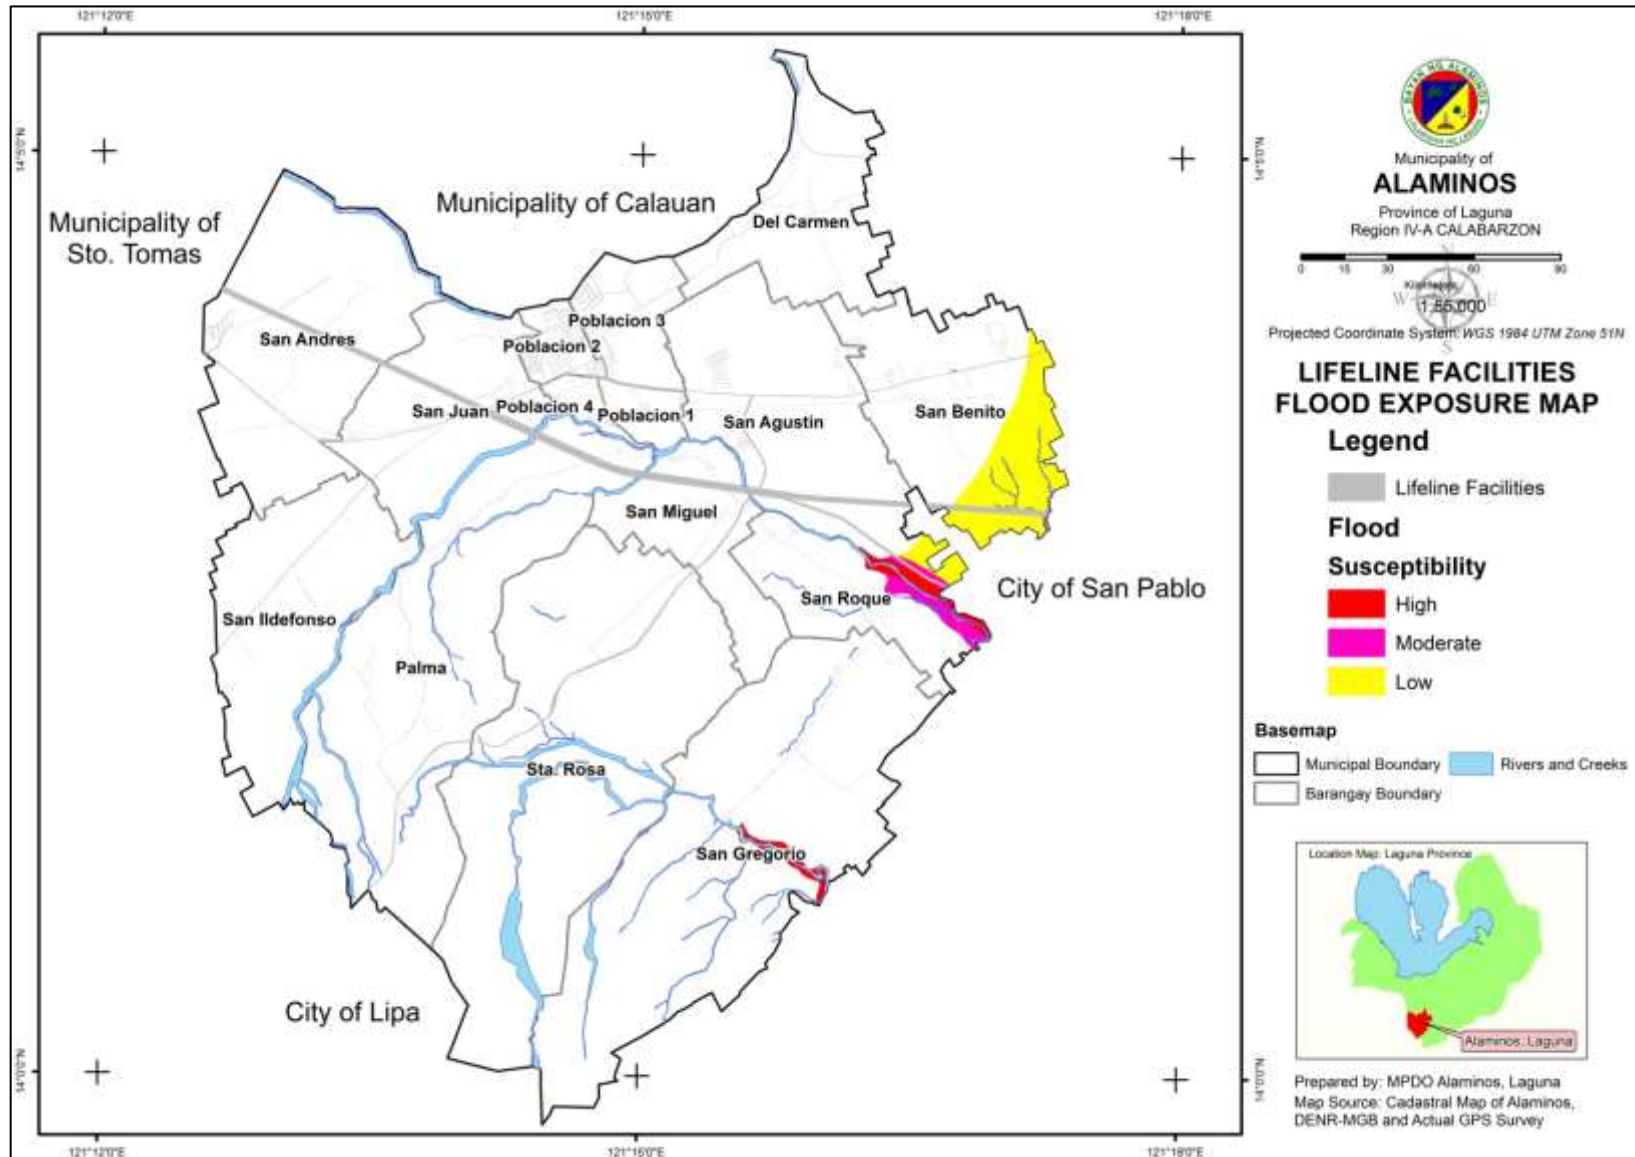 121°12'0"E
121°15'0"E
121°18'0"E
14°5'0"N
14°5'0"N
Municipality of Calauan
Municipality of
Sto. Tomas
Del Carmen
Poblacion 3
San Andres
Poblacion 2
San Juan
Poblacion 4
Poblacion 1
San Agustin
San Benito
San Miguel
City of San Pablo
San Roque
San Ildefonso
Palma
Sta. Rosa
San Gregorio
City of Lipa
14°0'0"N
14°0'0"N
121°12'0"E
121°15'0"E
121°18'0"E
BAYAN NG ALAMINOS
Municipality of
ALAMINOS
Province of Laguna
Region IV-A CALABARZON
0 15 30 60 90
Kilometers
N
W E
S
1:55,000
Projected Coordinate System: WGS 1984 UTM Zone 51N
LIFELINE FACILITIES
FLOOD EXPOSURE MAP
Legend
Lifeline Facilities
Flood
Susceptibility
High
Moderate
Low
Basemap
Municipal Boundary
Rivers and Creeks
Barangay Boundary
Location Map: Laguna Province
Alaminos, Laguna
Prepared by: MPDO Alaminos, Laguna
Map Source: Cadastral Map of Alaminos,
DENR-MGB and Actual GPS Survey